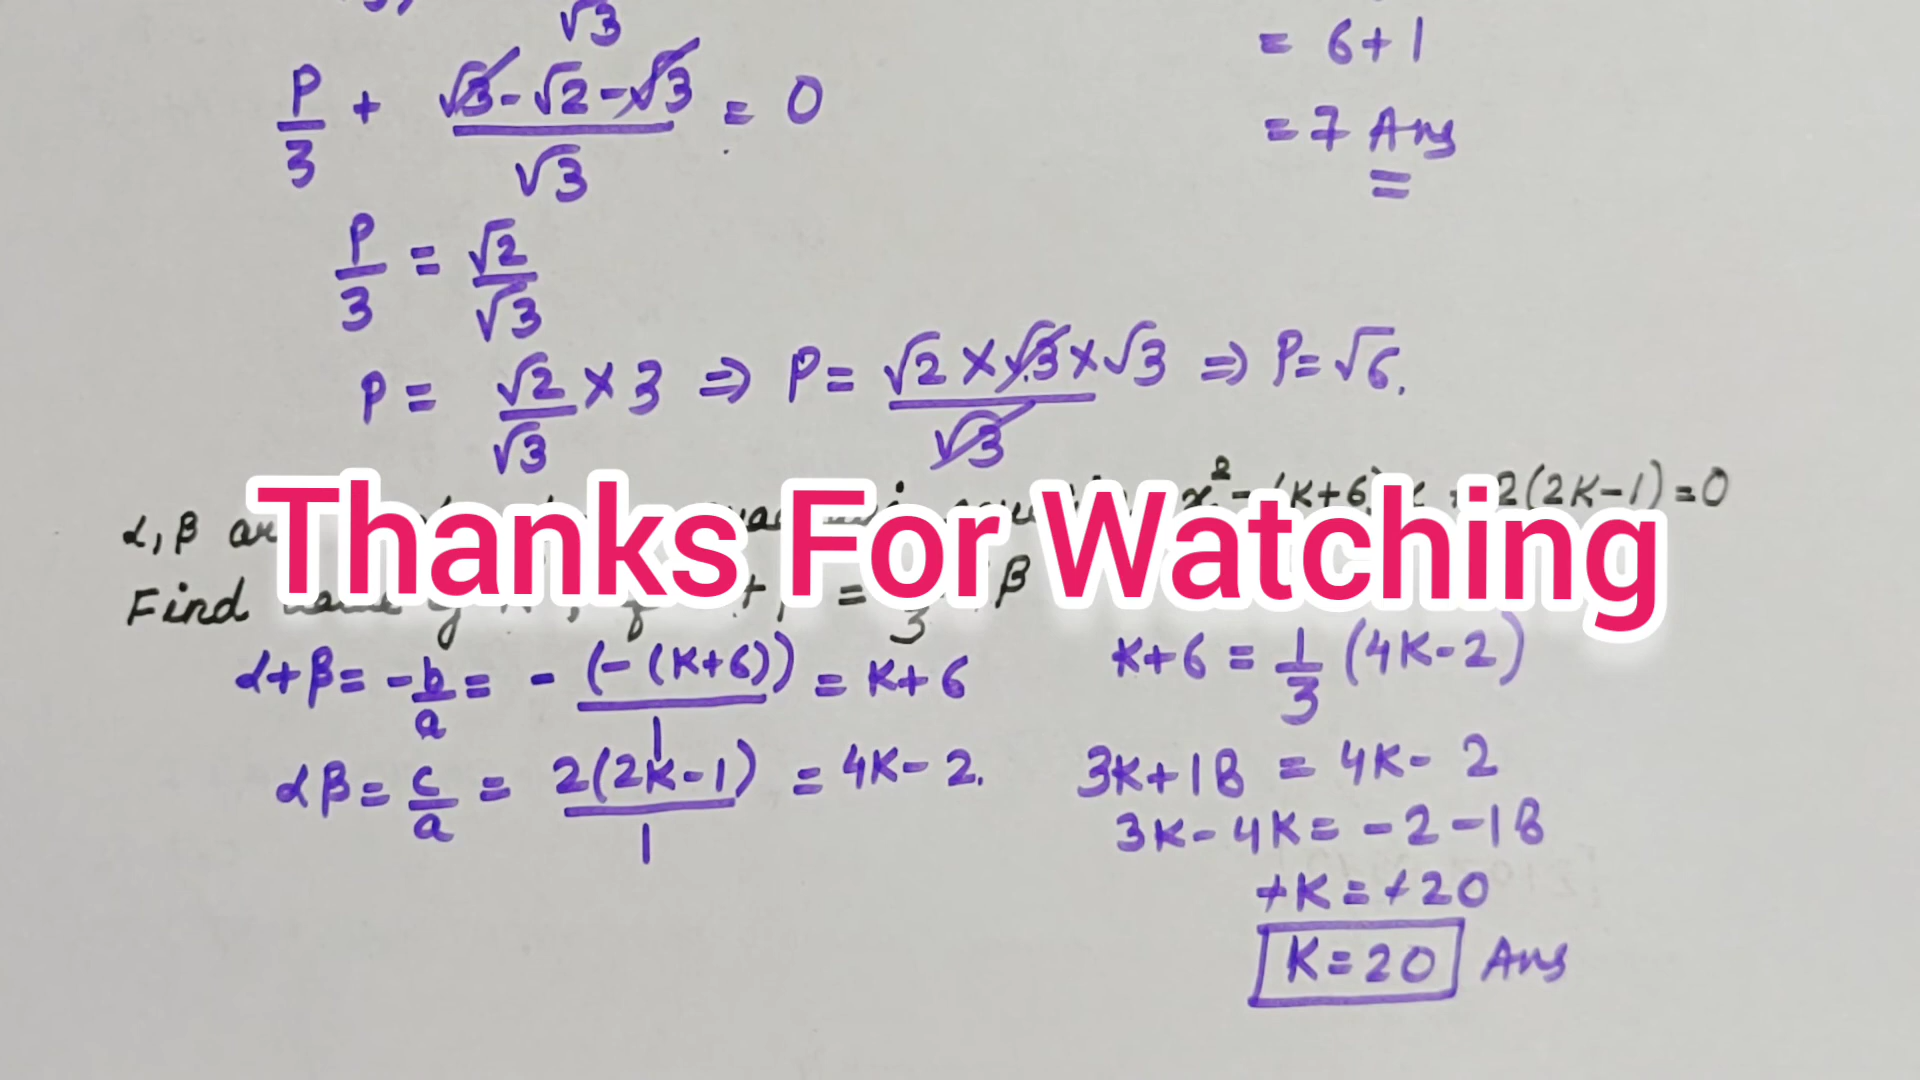 √3
P/3 + √3-√2-√3/√3 = 0
P/3 = √2/√3
P = √2/√3 × 3 ⇒ P = √2 × √3 × √3/√3 ⇒ P = √6.
= 6+1
= 7 Ans
Thanks For Watching
α, β x² - (K+6) + 2(2K-1) = 0
Find = 3 β
α+β = -b/a = - (-(K+6))/1 = K+6
αβ = c/a = 2(2K-1)/1 = 4K-2.
K+6 = 1/3 (4K-2)
3K+18 = 4K-2
3K-4K = -2-18
+K = +20
K=20 Ans